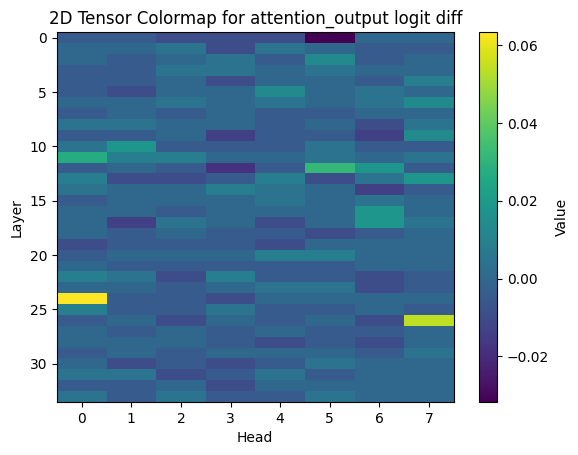 2D Tensor Colormap for attention_output logit diff
0
5
10
15
20
25
30
Layer
0 1 2 3 4 5 6 7
Head
0.06
0.04
0.02
0.00
−0.02
Value